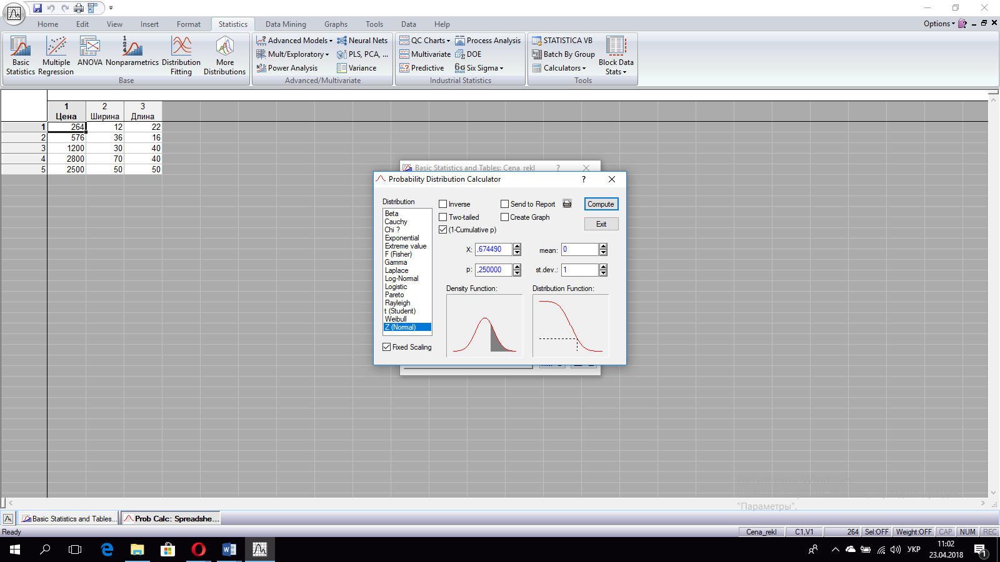 Home Edit View Insert Format Statistics Data Mining Graphs Tools Data Help Options
Basic Statistics
Multiple Regression
ANOVA
Nonparametrics
Distribution Fitting
More Distributions
Base
Advanced Models
Neural Nets
Mult/Exploratory
PLS, PCA, ...
Power Analysis
Variance
Advanced/Multivariate
QC Charts
Process Analysis
Multivariate
DOE
Predictive
Six Sigma
Industrial Statistics
STATISTICA VB
Batch By Group
Calculators
Block Data Stats
Tools
1 2 3
Цена Ширина Длина
1 264 12 22
2 576 36 16
3 1200 30 40
4 2800 70 40
5 2500 50 50
Basic Statistics and Tables: Cena_rekl ?
Probability Distribution Calculator ?
Distribution
Beta
Cauchy
Chi ?
Exponential
Extreme value
F (Fisher)
Gamma
Laplace
Log-Normal
Logistic
Pareto
Rayleigh
t (Student)
Weibull
Z (Normal)
Fixed Scaling
Inverse
Send to Report
Compute
Two-tailed
Create Graph
Exit
(1-Cumulative p)
X: ,674490 mean: 0
p: ,250000 st.dev.: 1
Density Function: Distribution Function:
"Параметры".
Basic Statistics and Tables...
Prob Calc: Spreadshe...
Ready
Cena_rekl C1,V1 264 Sel:OFF Weight:OFF CAP NUM REC
УКР
11:02
23.04.2018
1